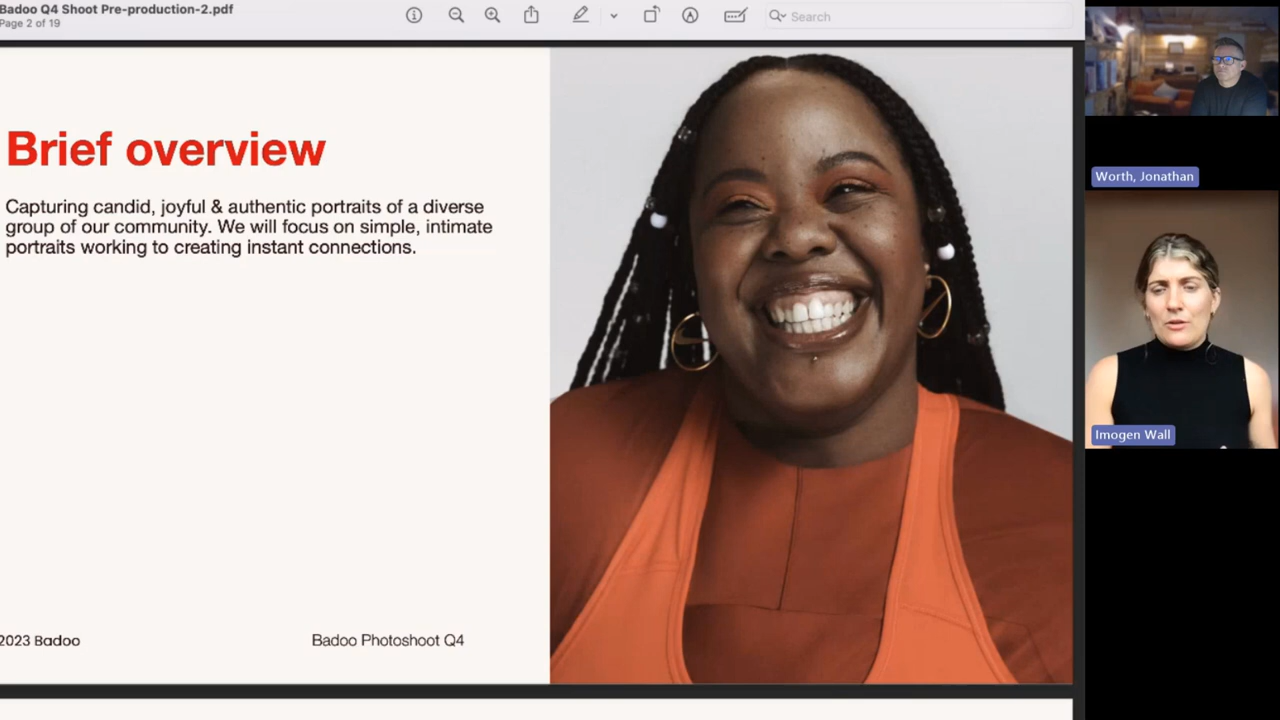 Badoo Q4 Shoot Pre-production-2.pdf
Page 2 of 19
Search
Brief overview
Capturing candid, joyful & authentic portraits of a diverse
group of our community. We will focus on simple, intimate
portraits working to creating instant connections.
2023 Badoo
Badoo Photoshoot Q4
Worth, Jonathan
Imogen Wall